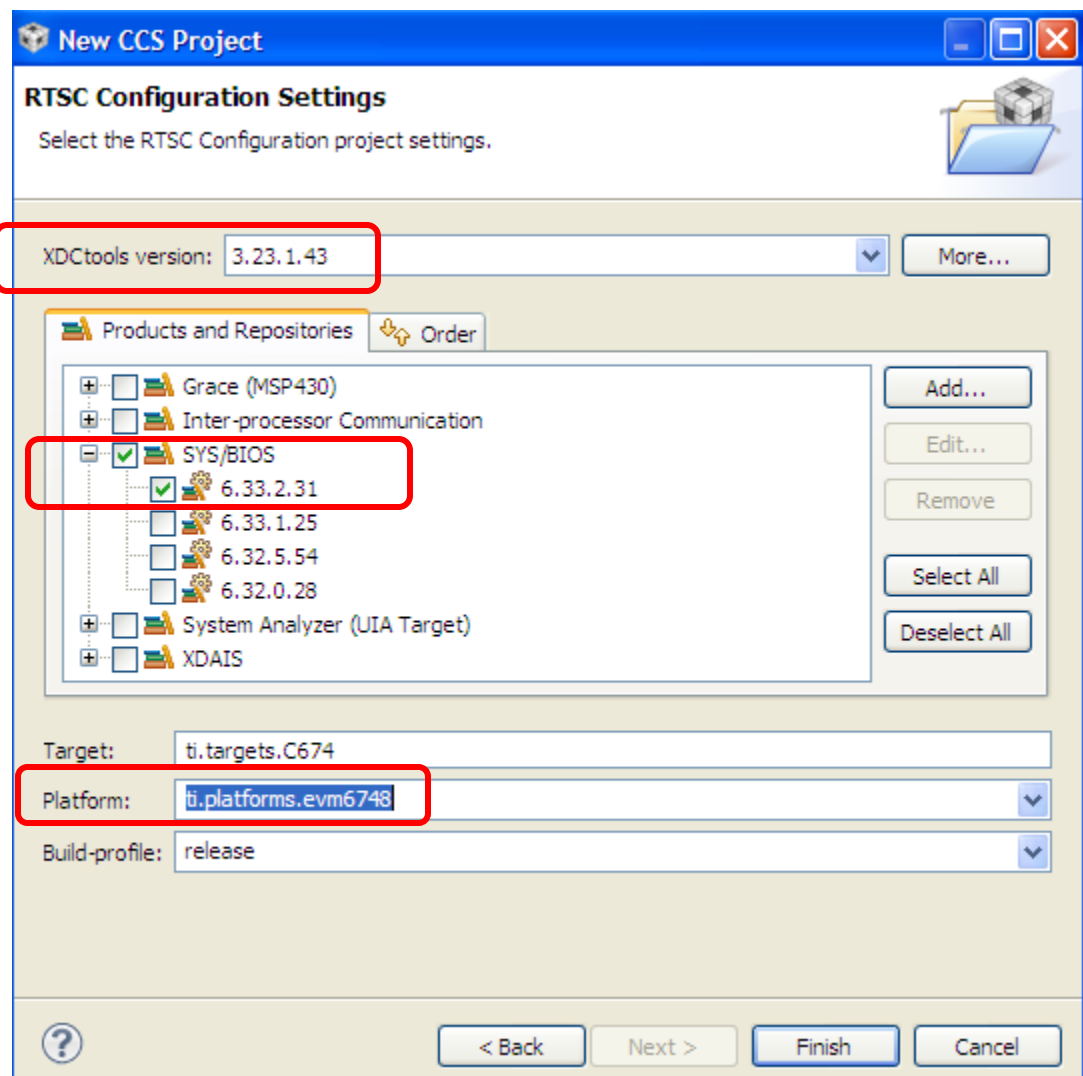 New CCS Project
RTSC Configuration Settings
Select the RTSC Configuration project settings.
XDCtools version: 3.23.1.43 More...
Products and Repositories Order
Grace (MSP430) Add...
Inter-processor Communication
SYS/BIOS Edit...
6.33.2.31 Remove
6.33.1.25
6.32.5.54
6.32.0.28 Select All
System Analyzer (UIA Target) Deselect All
XDAIS
Target: ti.targets.C674
Platform: ti.platforms.evm6748
Build-profile: release
? < Back Next > Finish Cancel